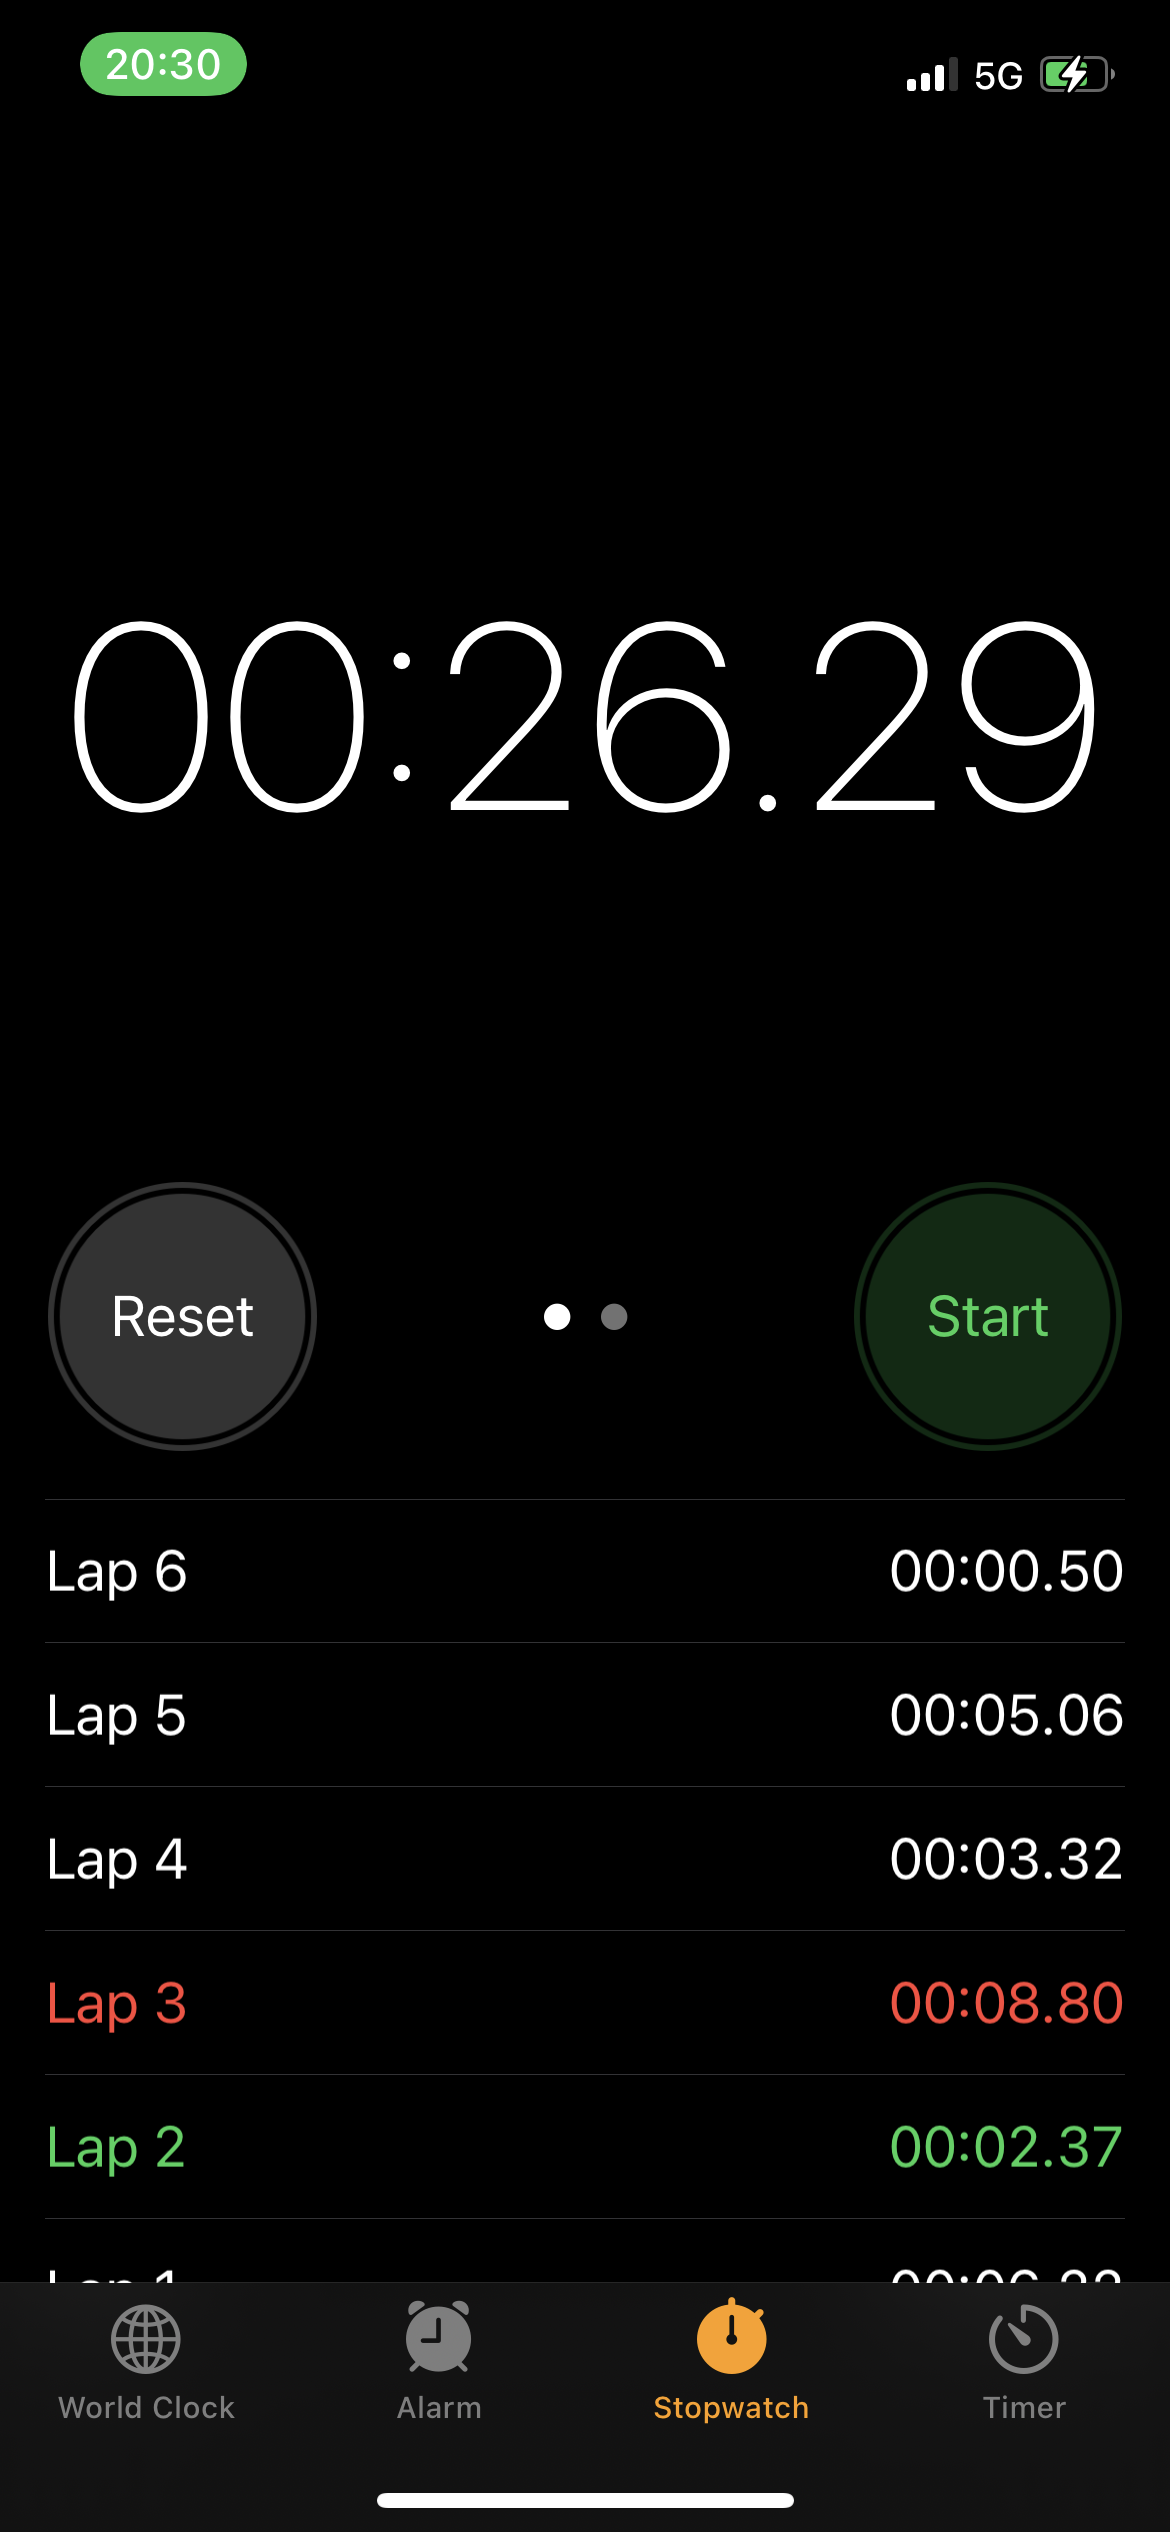 20:30 5G
00:26.29
Reset Start
Lap 6 00:00.50
Lap 5 00:05.06
Lap 4 00:03.32
Lap 3 00:08.80
Lap 2 00:02.37
Lap 1
World Clock Alarm Stopwatch Timer